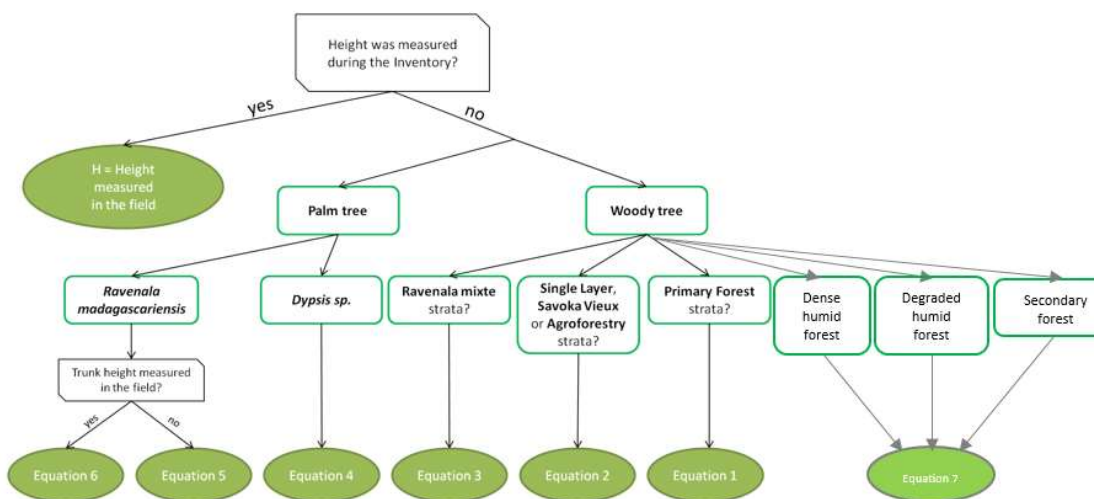 Height was measured
during the Inventory?
yes
no
H = Height
measured
in the field
Palm tree
Woody tree
Ravenala
madagascariensis
Dypsis sp.
Ravenala mixte
strata?
Single Layer,
Savoka Vieux
or Agroforestry
strata?
Primary Forest
strata?
Dense
humid
forest
Degraded
humid
forest
Secondary
forest
Trunk height measured
in the field?
yes
no
Equation 6
Equation 5
Equation 4
Equation 3
Equation 2
Equation 1
Equation 7